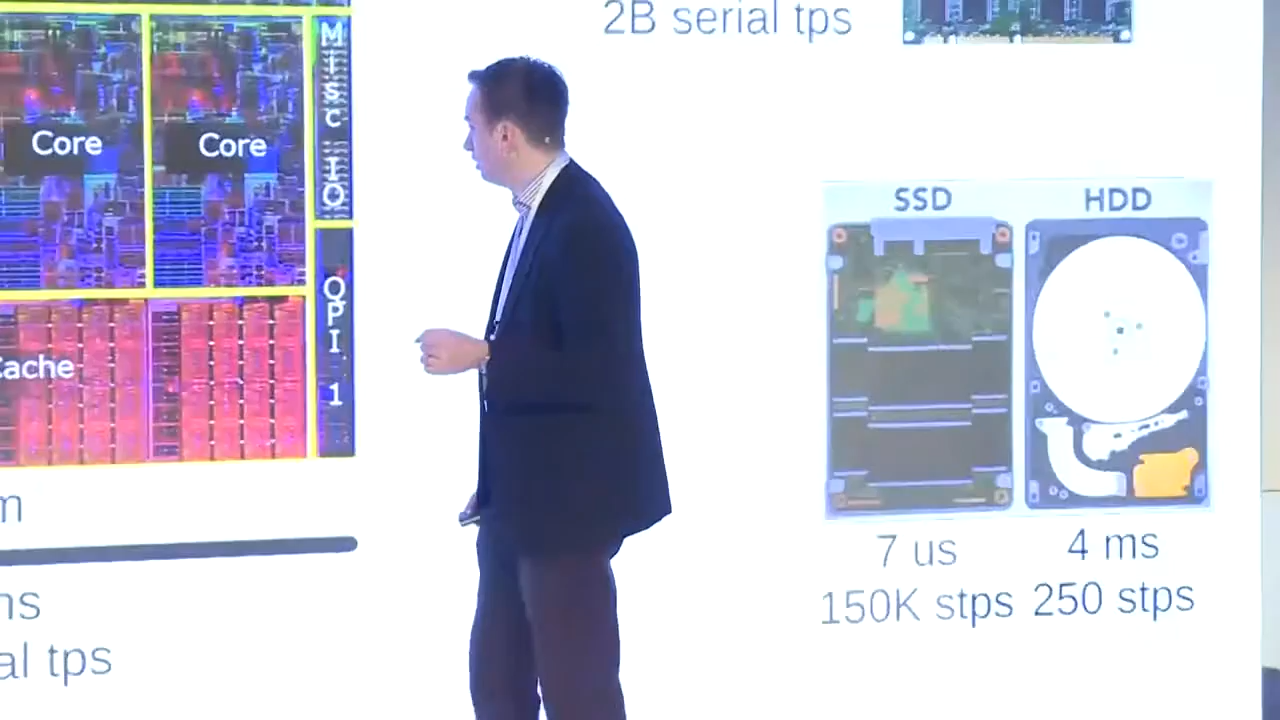 2B serial tps
Core
Core
Misc IO
QPI 1
Cache
SSD
HDD
7 us
4 ms
150K stps
250 stps
m
ns
al tps